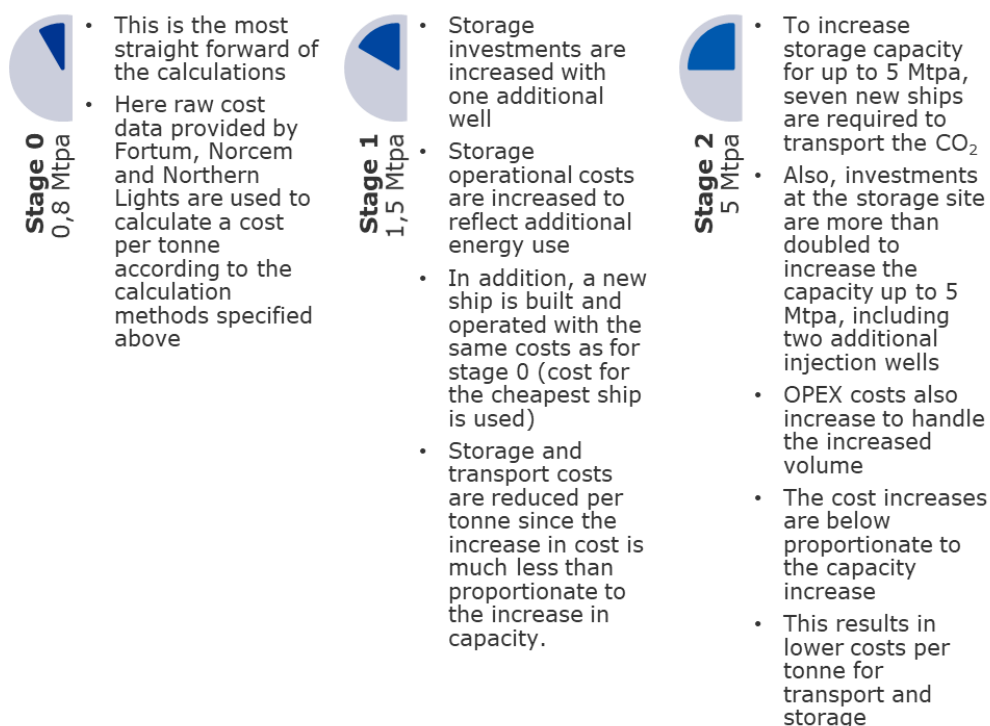 Stage 0
0,8 Mtpa
• This is the most
straight forward of
the calculations
• Here raw cost
data provided by
Fortum, Norcem
and Northern
Lights are used to
calculate a cost
per tonne
according to the
calculation
methods specified
above
Stage 1
1,5 Mtpa
• Storage
investments are
increased with
one additional
well
• Storage
operational costs
are increased to
reflect additional
energy use
• In addition, a new
ship is built and
operated with the
same costs as for
stage 0 (cost for
the cheapest ship
is used)
• Storage and
transport costs
are reduced per
tonne since the
increase in cost is
much less than
proportionate to
the increase in
capacity.
Stage 2
5 Mtpa
• To increase
storage capacity
for up to 5 Mtpa,
seven new ships
are required to
transport the CO₂
• Also, investments
at the storage site
are more than
doubled to
increase the
capacity up to 5
Mtpa, including
two additional
injection wells
• OPEX costs also
increase to handle
the increased
volume
• The cost increases
are below
proportionate to
the capacity
increase
• This results in
lower costs per
tonne for
transport and
storage